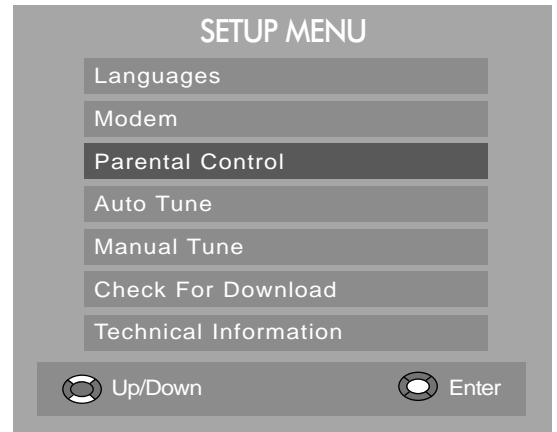 SETUP MENU
Languages
Modem
Parental Control
Auto Tune
Manual Tune
Check For Download
Technical Information
Up/Down Enter